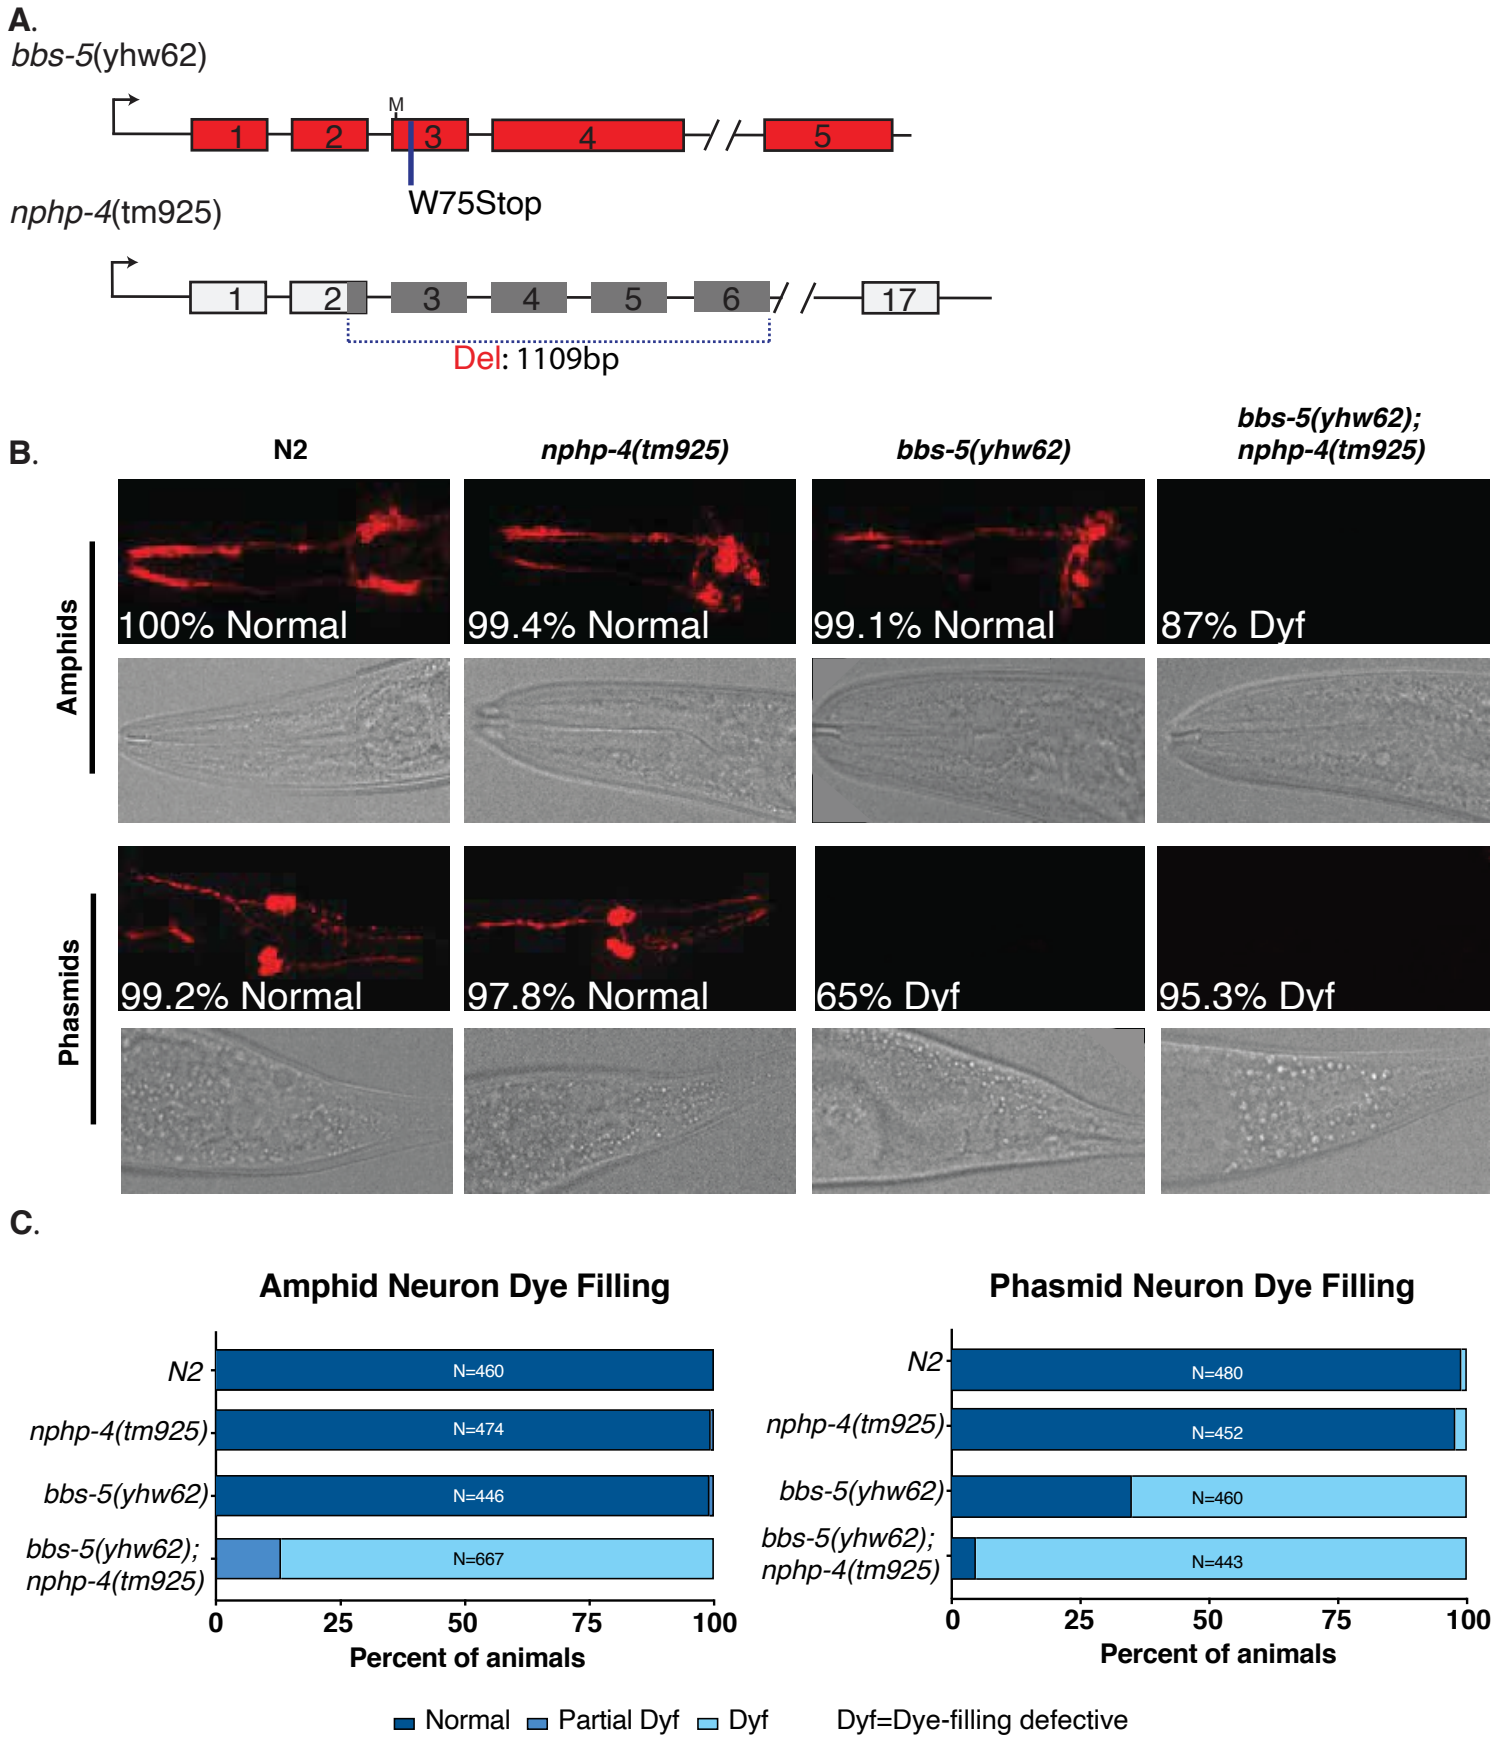 A.
bbs-5(yhw62)
M
1 2 3 4 5
W75Stop
nphp-4(tm925)
1 2 3 4 5 6 17
Del: 1109bp
B.
N2
nphp-4(tm925)
bbs-5(yhw62)
bbs-5(yhw62);
nphp-4(tm925)
Amphids
100% Normal
99.4% Normal
99.1% Normal
87% Dyf
Phasmids
99.2% Normal
97.8% Normal
65% Dyf
95.3% Dyf
C.
Amphid Neuron Dye Filling
N2
N=460
nphp-4(tm925)
N=474
bbs-5(yhw62)
N=446
bbs-5(yhw62);
nphp-4(tm925)
N=667
0 25 50 75 100
Percent of animals
Phasmid Neuron Dye Filling
N2
N=480
nphp-4(tm925)
N=452
bbs-5(yhw62)
N=460
bbs-5(yhw62);
nphp-4(tm925)
N=443
0 25 50 75 100
Percent of animals
Normal Partial Dyf Dyf Dyf=Dye-filling defective